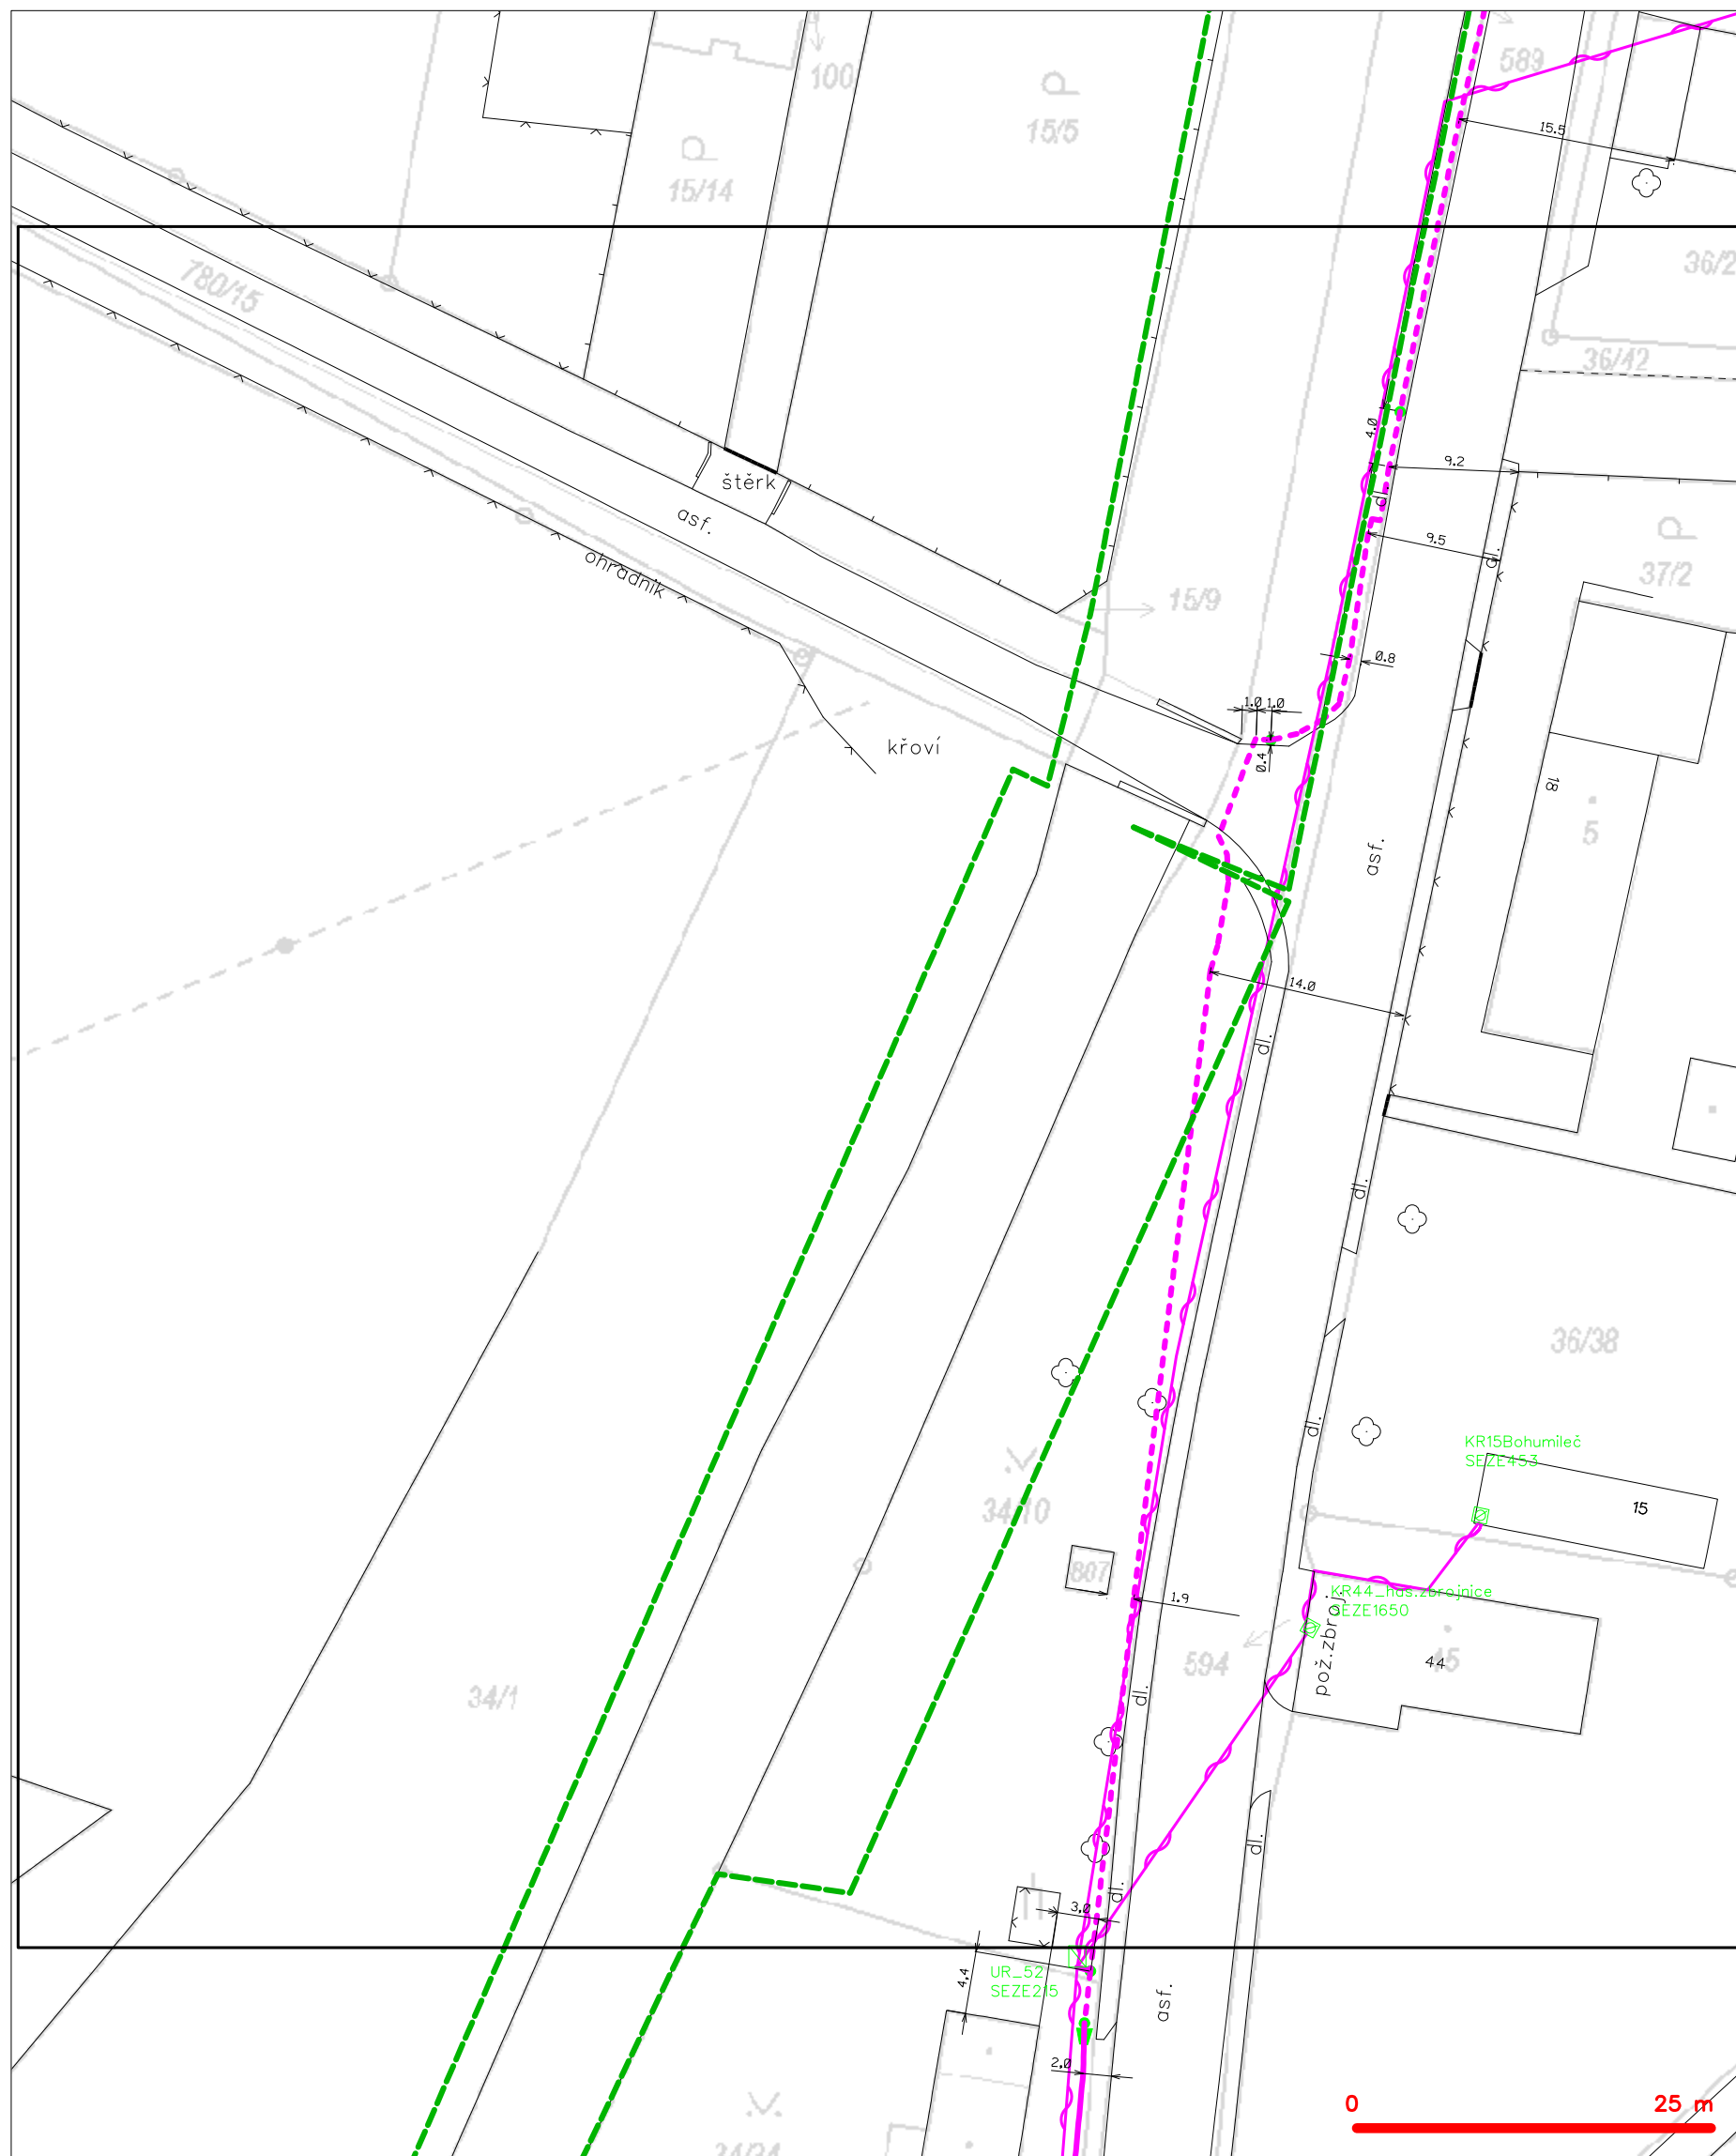 100
589
15/5
15.5
15/14
36/2
780/15
36/42
4.0
9.2
štěrk
dl.
asf.
9.5
dl.
ohradník
37/2
15/9
0.8
1.0
1.0
křoví
0.4
18
5
asf.
14.0
dl.
dl.
36/38
dl.
KR15Bohumileč
SEZE453
34/10
15
807
KR44_has.zbrojnice
SEZE1650
1.9
pož.zbroj.
594
45
44
34/1
dl.
dl.
dl.
3,0
UR_52
SEZE215
4.4
asf.
2,0
0
25 m
34/24